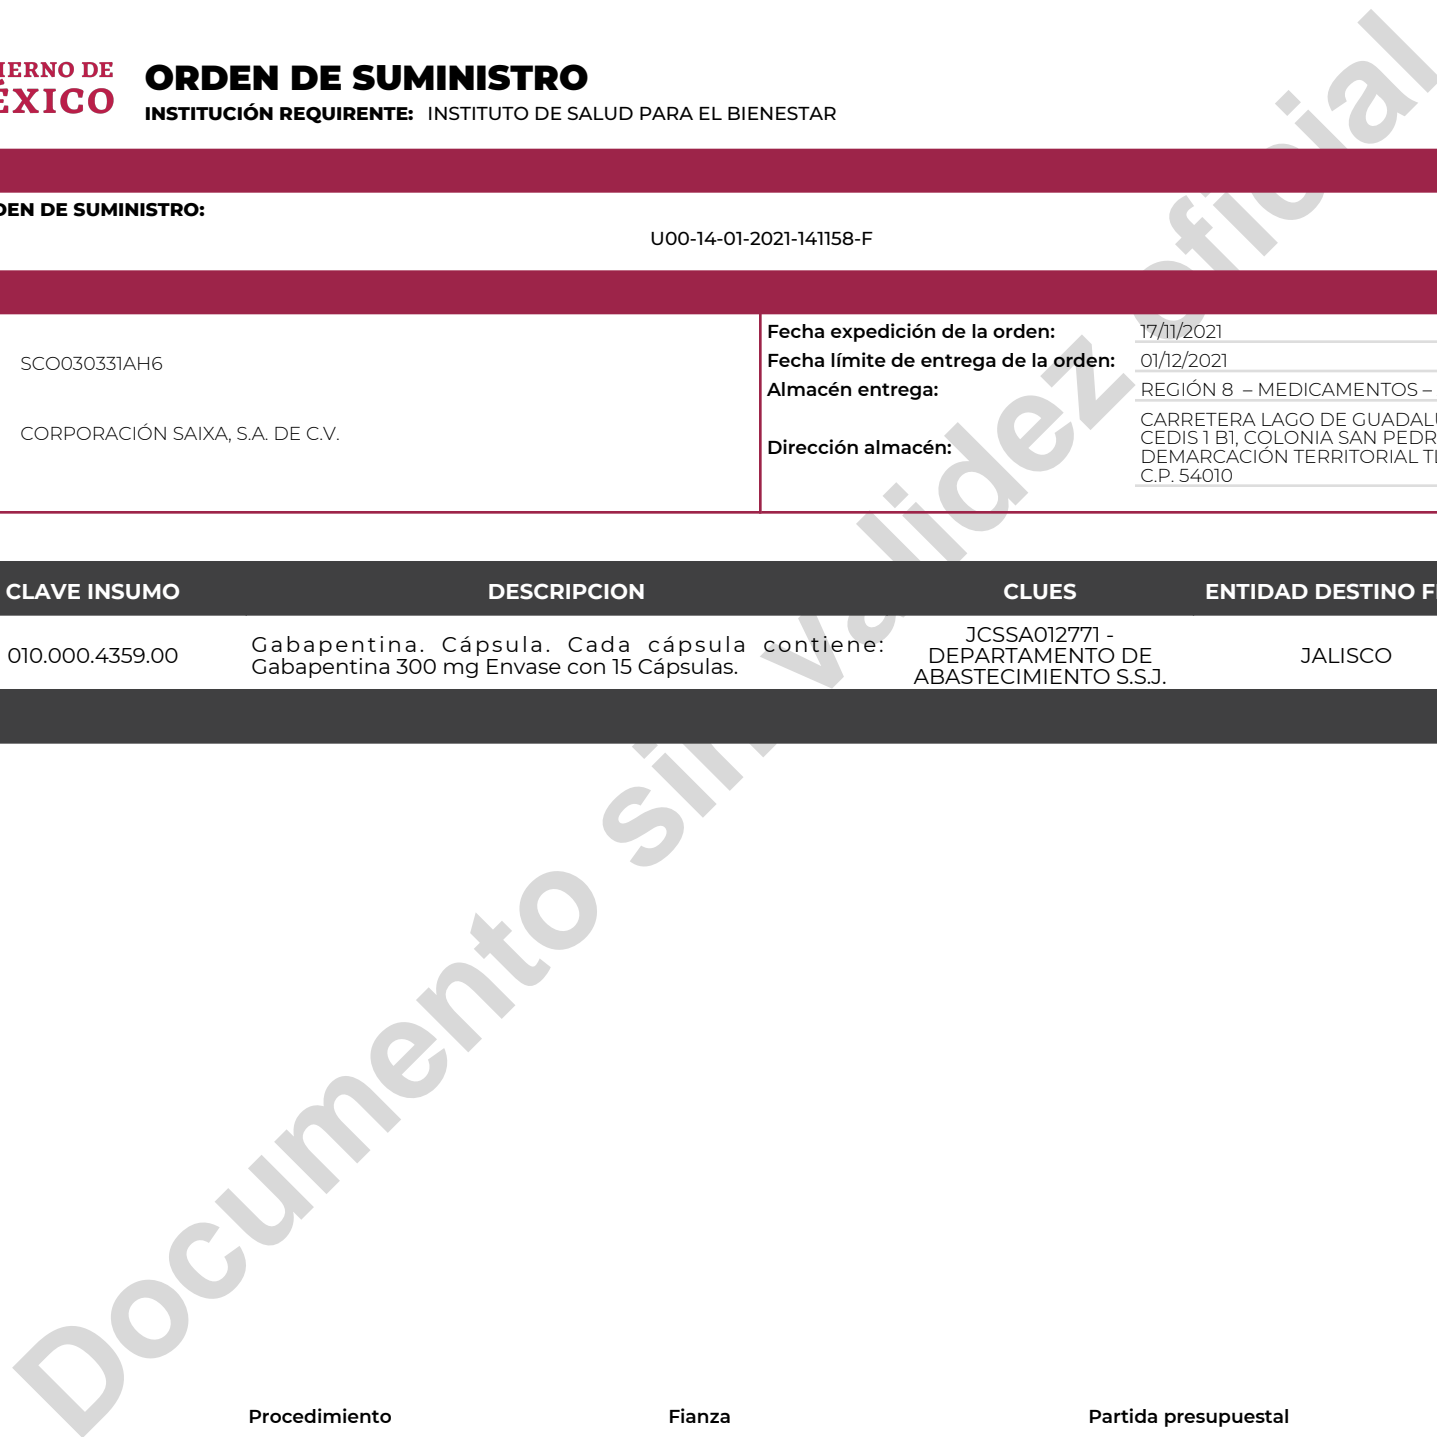 IERNO DE
ÉXICO
ORDEN DE SUMINISTRO
INSTITUCIÓN REQUIRENTE: INSTITUTO DE SALUD PARA EL BIENESTAR
DEN DE SUMINISTRO:
U00-14-01-2021-141158-F
SCO030331AH6
CORPORACIÓN SAIXA, S.A. DE C.V.
Fecha expedición de la orden: 17/11/2021
Fecha límite de entrega de la orden: 01/12/2021
Almacén entrega: REGIÓN 8 – MEDICAMENTOS –
Dirección almacén:
CARRETERA LAGO DE GUADALU
CEDIS 1 B1, COLONIA SAN PEDR
DEMARCACIÓN TERRITORIAL TL
C.P. 54010
CLAVE INSUMO DESCRIPCION CLUES ENTIDAD DESTINO FI
010.000.4359.00
Gabapentina. Cápsula. Cada cápsula contiene:
Gabapentina 300 mg Envase con 15 Cápsulas.
JCSSA012771 -
DEPARTAMENTO DE
ABASTECIMIENTO S.S.J.
JALISCO
Documento sin validez oficial
Procedimiento Fianza Partida presupuestal